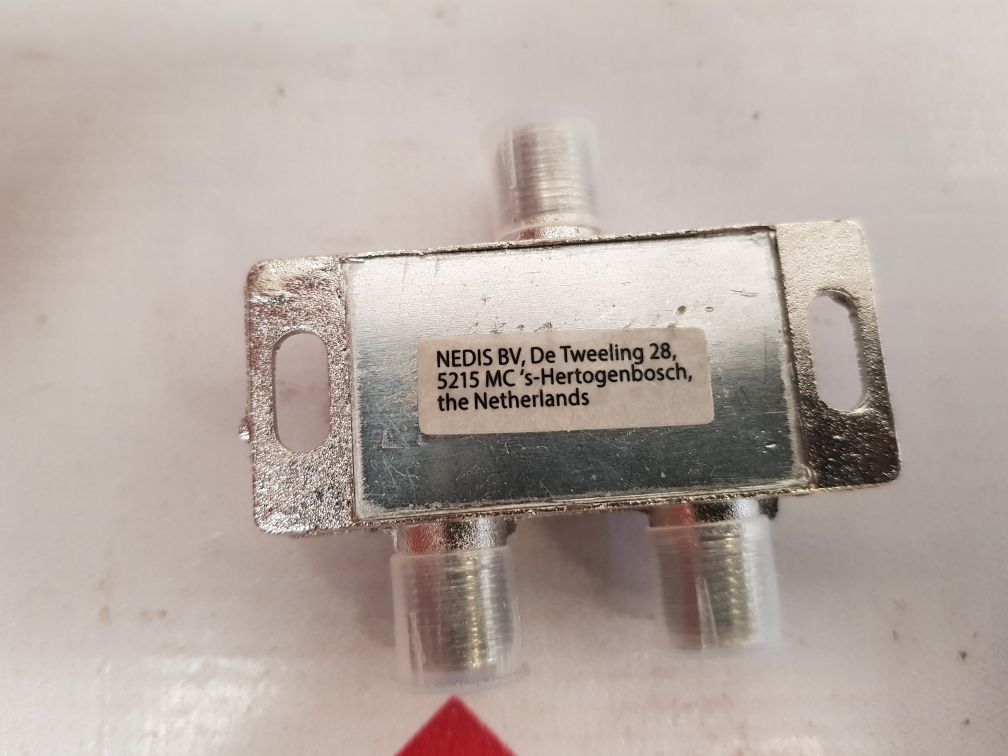 NEDIS BV, De Tweeling 28,
5215 MC 's-Hertogenbosch,
the Netherlands